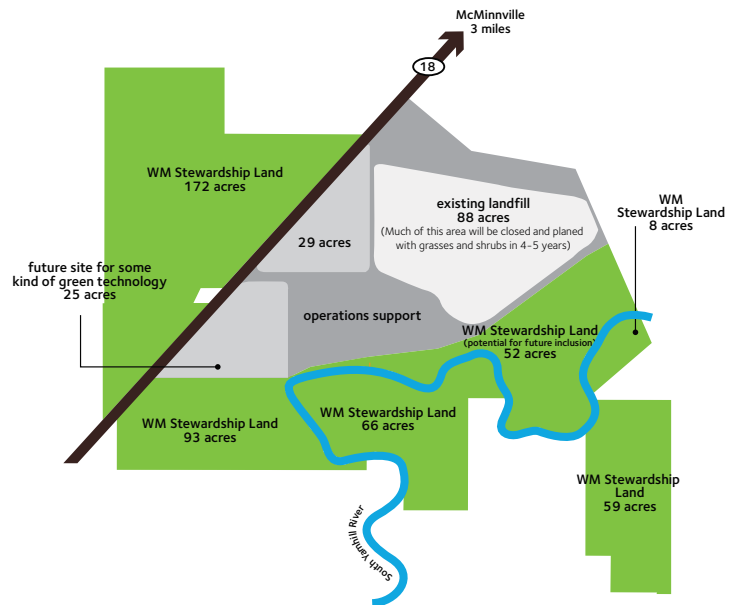 McMinnville
3 miles
18
WM Stewardship Land
172 acres
existing landfill
88 acres
(Much of this area will be closed and planed
with grasses and shrubs in 4-5 years)
WM
Stewardship Land
8 acres
29 acres
future site for some
kind of green technology
25 acres
operations support
WM Stewardship Land
(potential for future inclusion)
52 acres
WM Stewardship Land
93 acres
WM Stewardship Land
66 acres
WM Stewardship
Land
59 acres
South Yamhill River